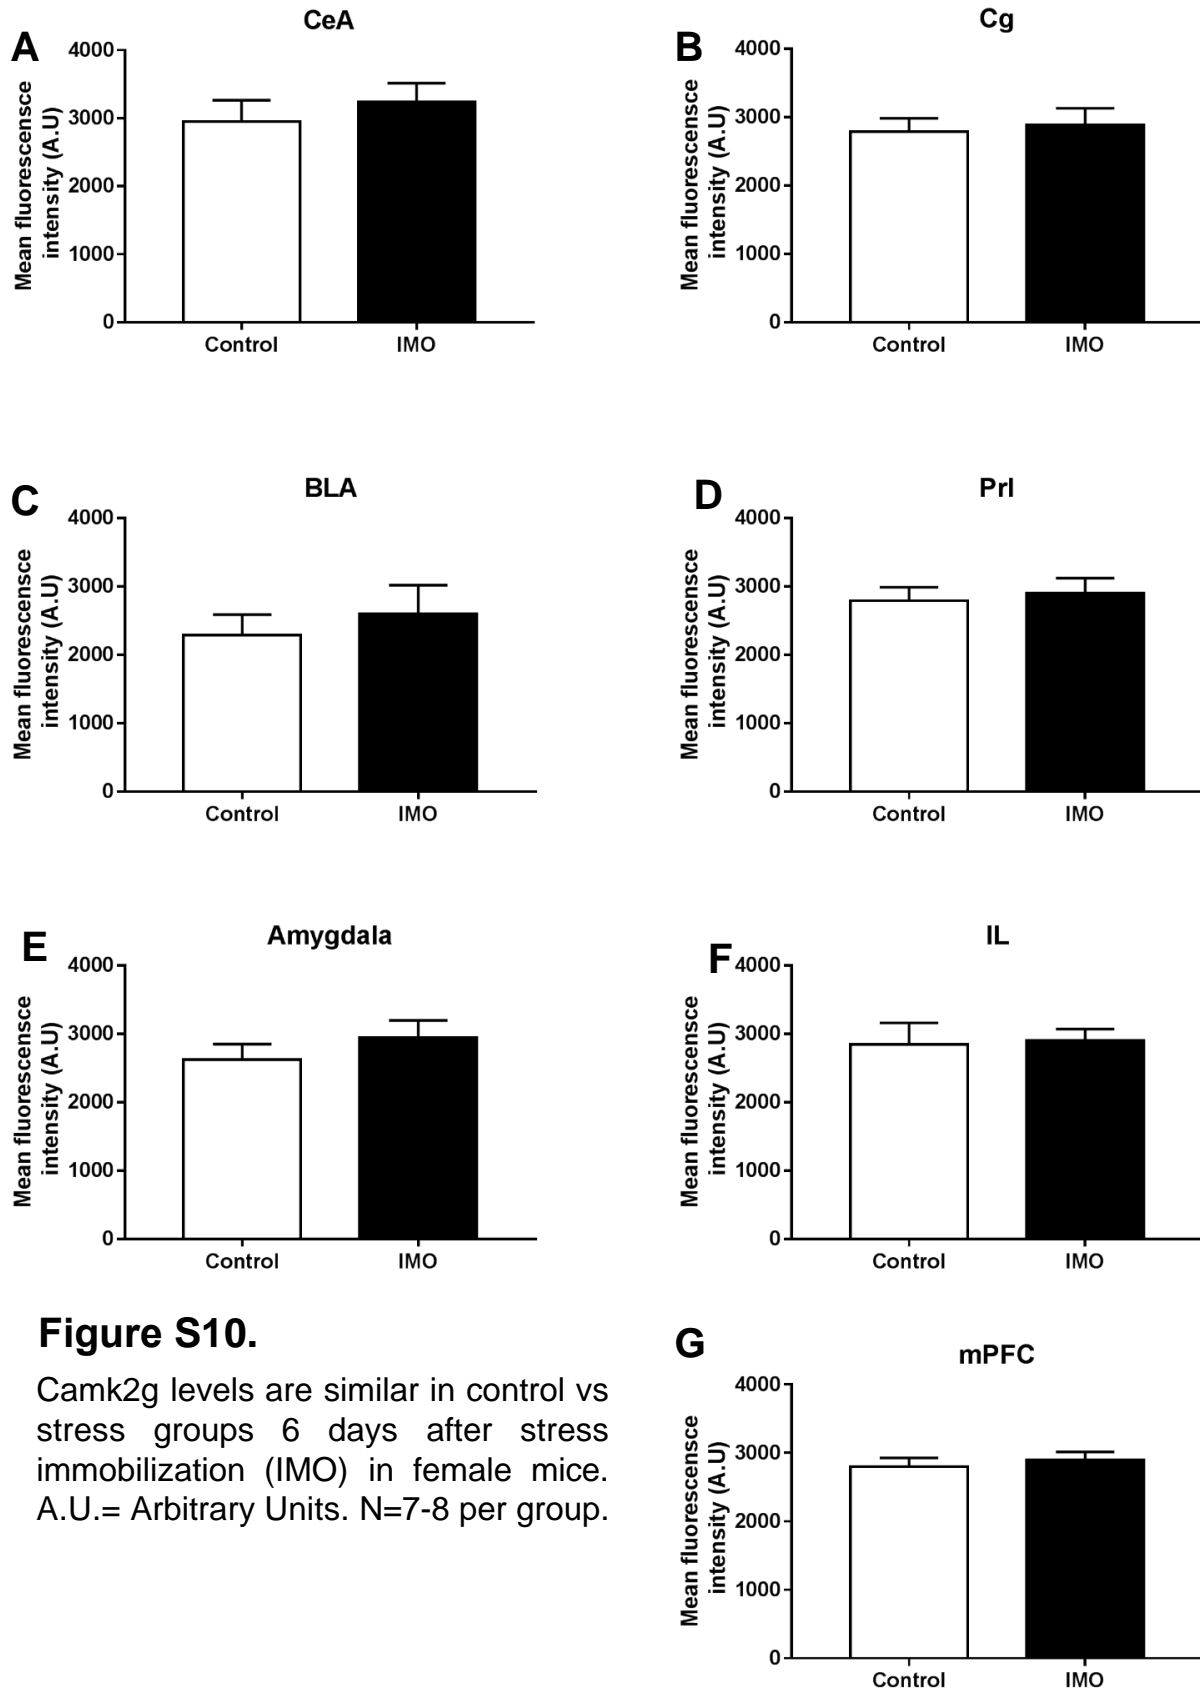 A
CeA
Mean fluorescensce
intensity (A.U)
4000
3000
2000
1000
0
Control IMO
B
Cg
Mean fluorescensce
intensity (A.U)
4000
3000
2000
1000
0
Control IMO
C
BLA
Mean fluorescensce
intensity (A.U)
4000
3000
2000
1000
0
Control IMO
D
Prl
Mean fluorescensce
intensity (A.U)
4000
3000
2000
1000
0
Control IMO
E
Amygdala
Mean fluorescensce
intensity (A.U)
4000
3000
2000
1000
0
Control IMO
F
IL
Mean fluorescensce
intensity (A.U)
4000
3000
2000
1000
0
Control IMO
Figure S10.
Camk2g levels are similar in control vs
stress groups 6 days after stress
immobilization (IMO) in female mice.
A.U.= Arbitrary Units. N=7-8 per group.
G
mPFC
Mean fluorescensce
intensity (A.U)
4000
3000
2000
1000
0
Control IMO